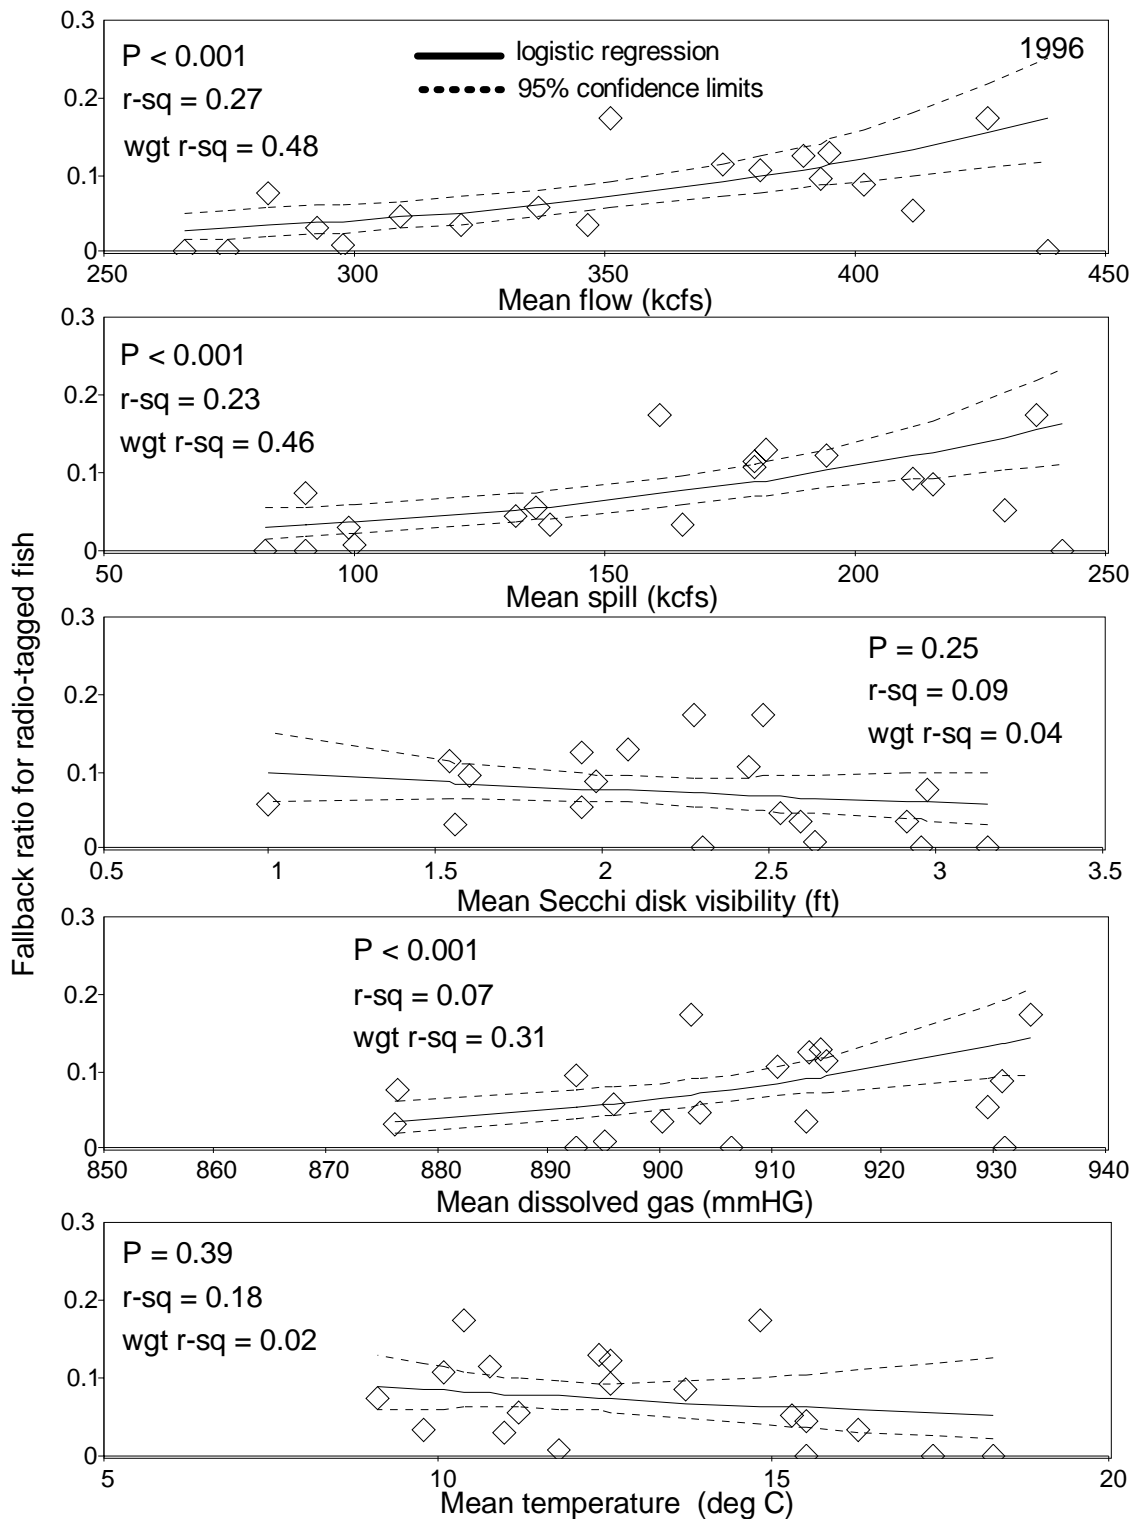 Fallback ratio for radio-tagged fish
0.3
0.2
0.1
0
P < 0.001
r-sq = 0.27
wgt r-sq = 0.48
logistic regression
95% confidence limits
1996
250 300 350 400 450
Mean flow (kcfs)
0.3
0.2
0.1
0
P < 0.001
r-sq = 0.23
wgt r-sq = 0.46
50 100 150 200 250
Mean spill (kcfs)
0.3
0.2
0.1
0
P = 0.25
r-sq = 0.09
wgt r-sq = 0.04
0.5 1 1.5 2 2.5 3 3.5
Mean Secchi disk visibility (ft)
0.3
0.2
0.1
0
P < 0.001
r-sq = 0.07
wgt r-sq = 0.31
850 860 870 880 890 900 910 920 930 940
Mean dissolved gas (mmHG)
0.3
0.2
0.1
0
P = 0.39
r-sq = 0.18
wgt r-sq = 0.02
5 10 15 20
Mean temperature (deg C)